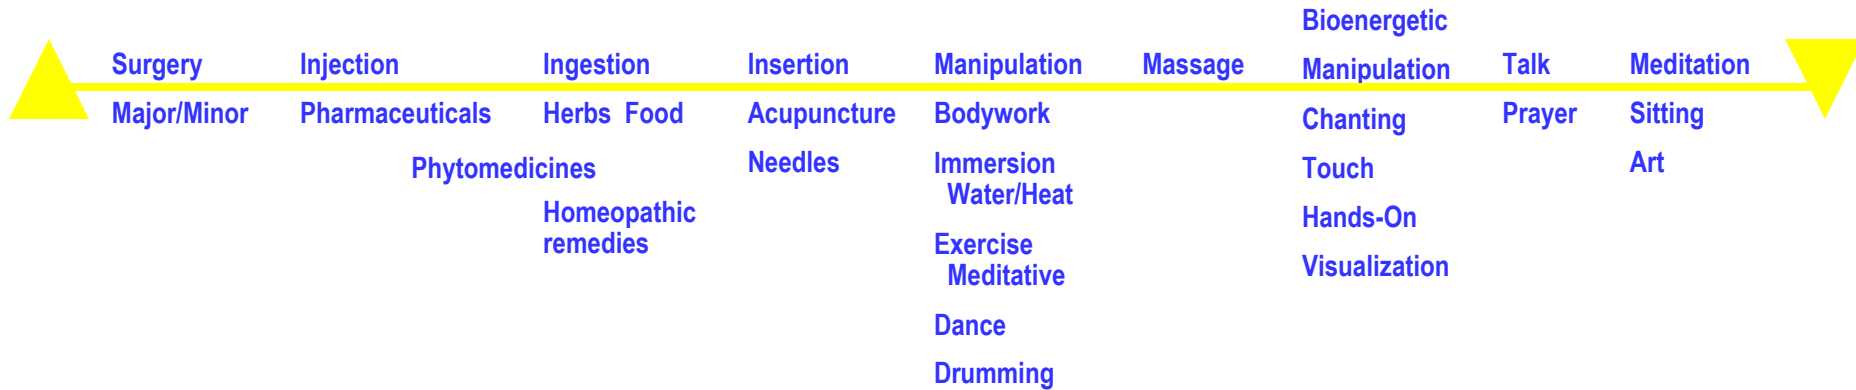 Surgery
Major/Minor
Injection
Pharmaceuticals
Phytomedicines
Ingestion
Herbs Food
Homeopathic
remedies
Insertion
Acupuncture
Needles
Manipulation
Bodywork
Immersion
Water/Heat
Exercise
Meditative
Dance
Drumming
Massage
Bioenergetic
Manipulation
Chanting
Touch
Hands-On
Visualization
Talk
Prayer
Meditation
Sitting
Art